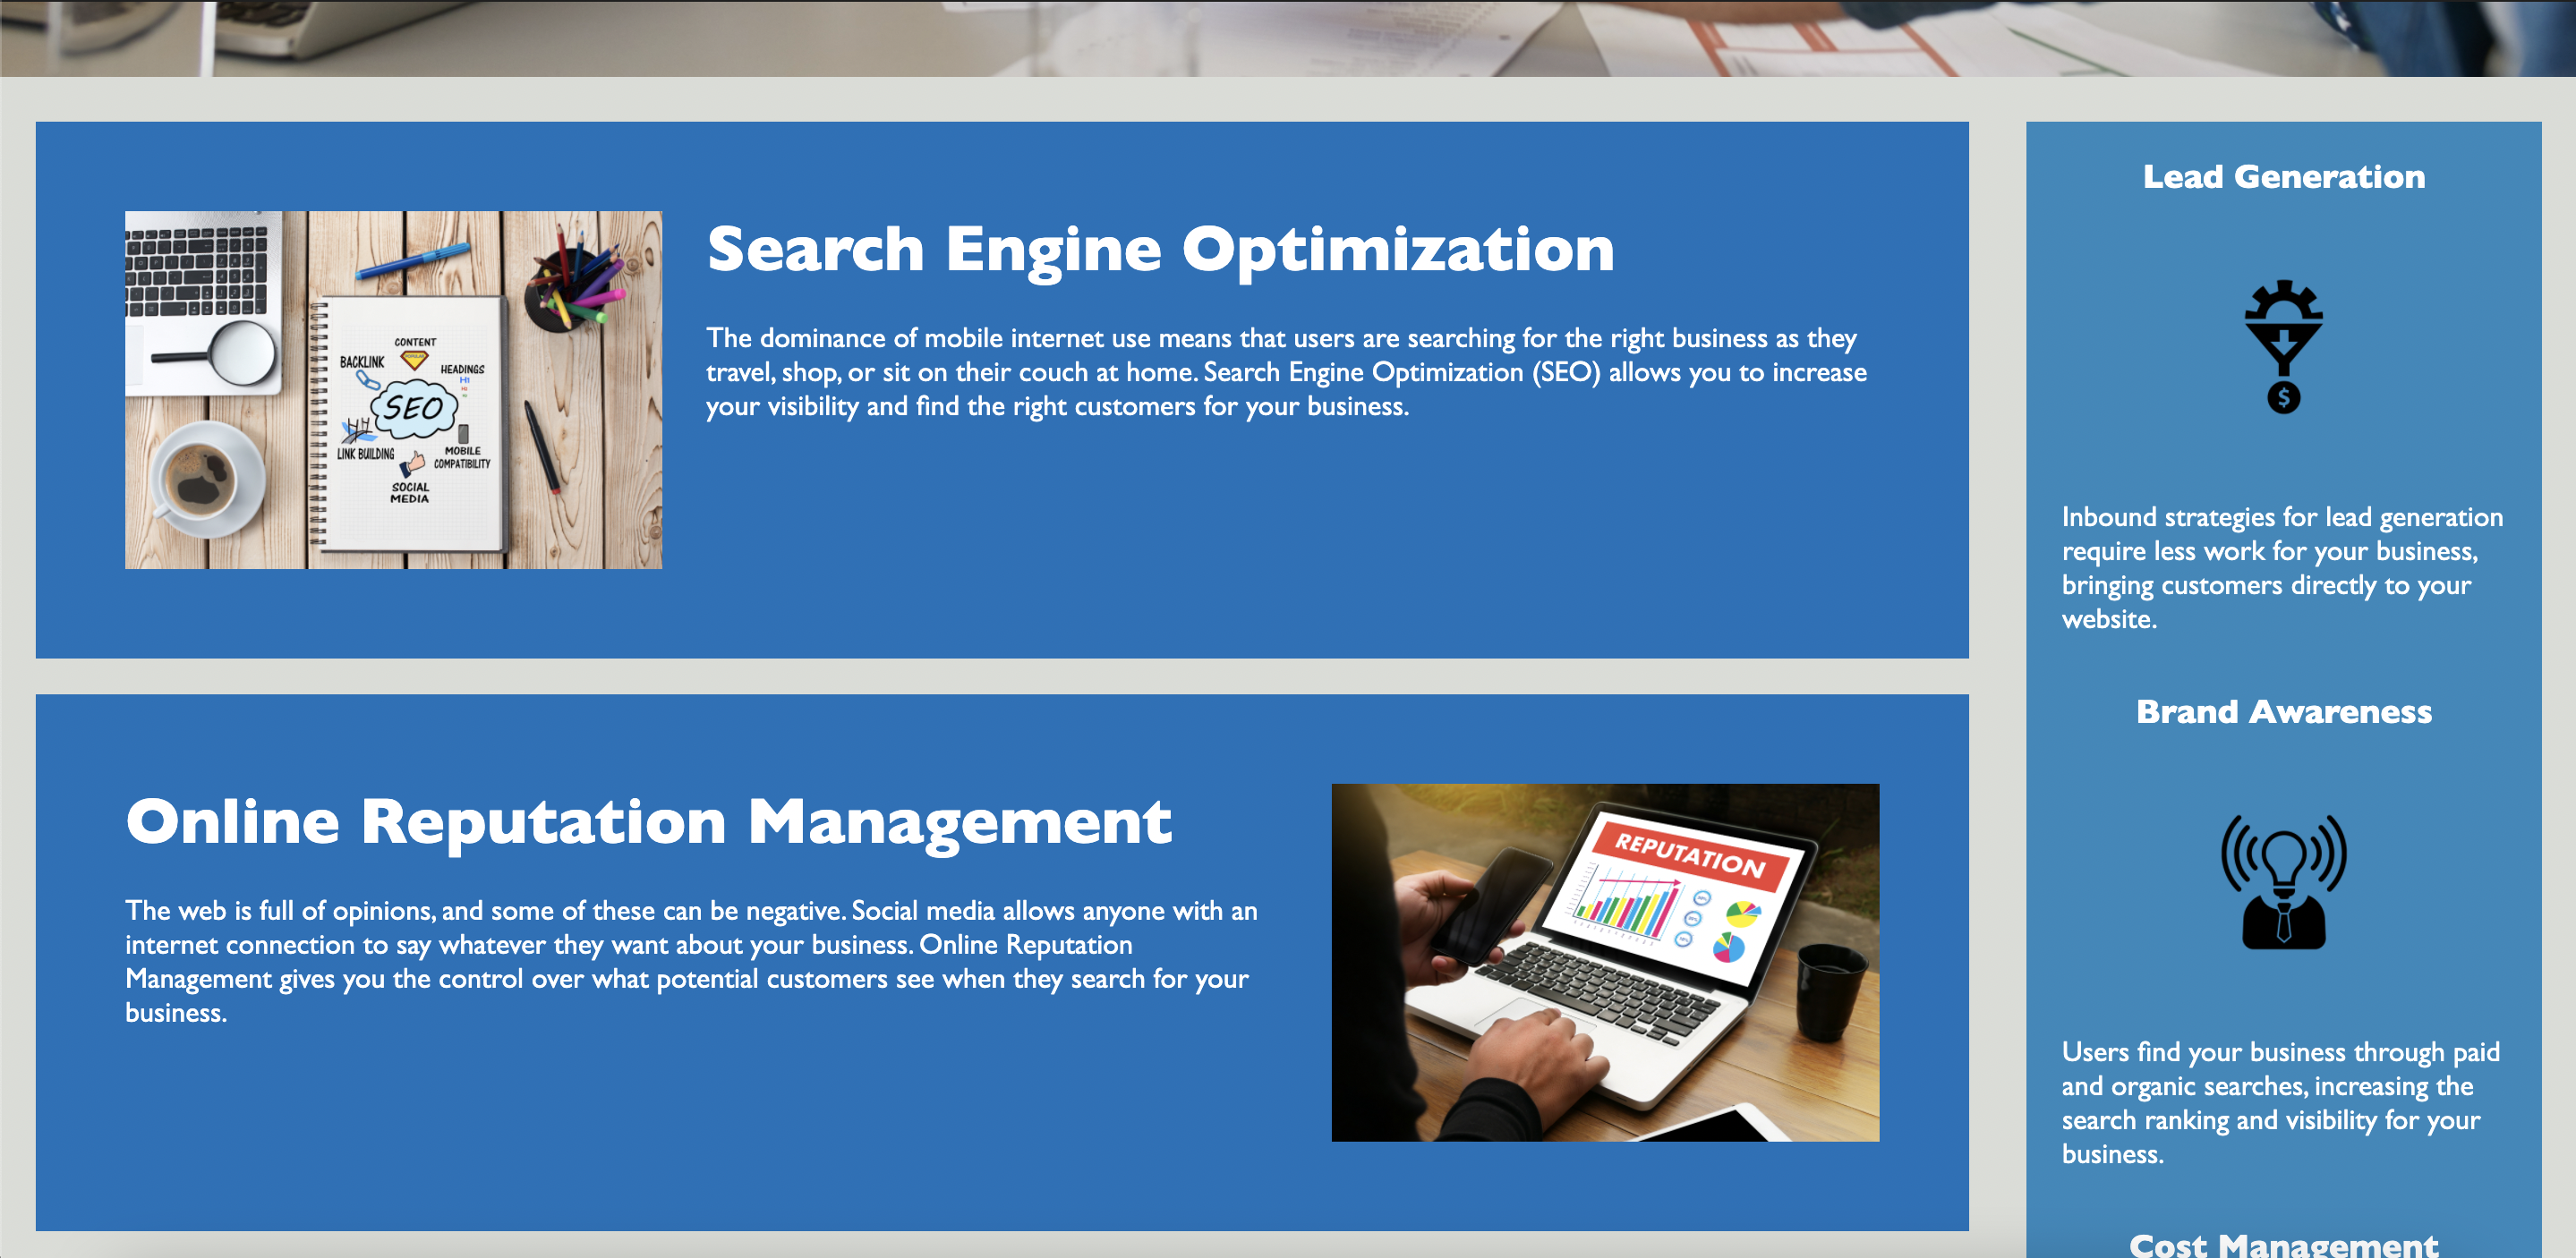 Search Engine Optimization
The dominance of mobile internet use means that users are searching for the right business as they
travel, shop, or sit on their couch at home. Search Engine Optimization (SEO) allows you to increase
your visibility and find the right customers for your business.
CONTENT
BACKLINK
HEADINGS
H1
SEO
LINK BUILDING
MOBILE
COMPATIBILITY
SOCIAL
MEDIA
Online Reputation Management
The web is full of opinions, and some of these can be negative. Social media allows anyone with an
internet connection to say whatever they want about your business. Online Reputation
Management gives you the control over what potential customers see when they search for your
business.
REPUTATION
Lead Generation
$
Inbound strategies for lead generation
require less work for your business,
bringing customers directly to your
website.
Brand Awareness
Users find your business through paid
and organic searches, increasing the
search ranking and visibility for your
business.
Cost Management